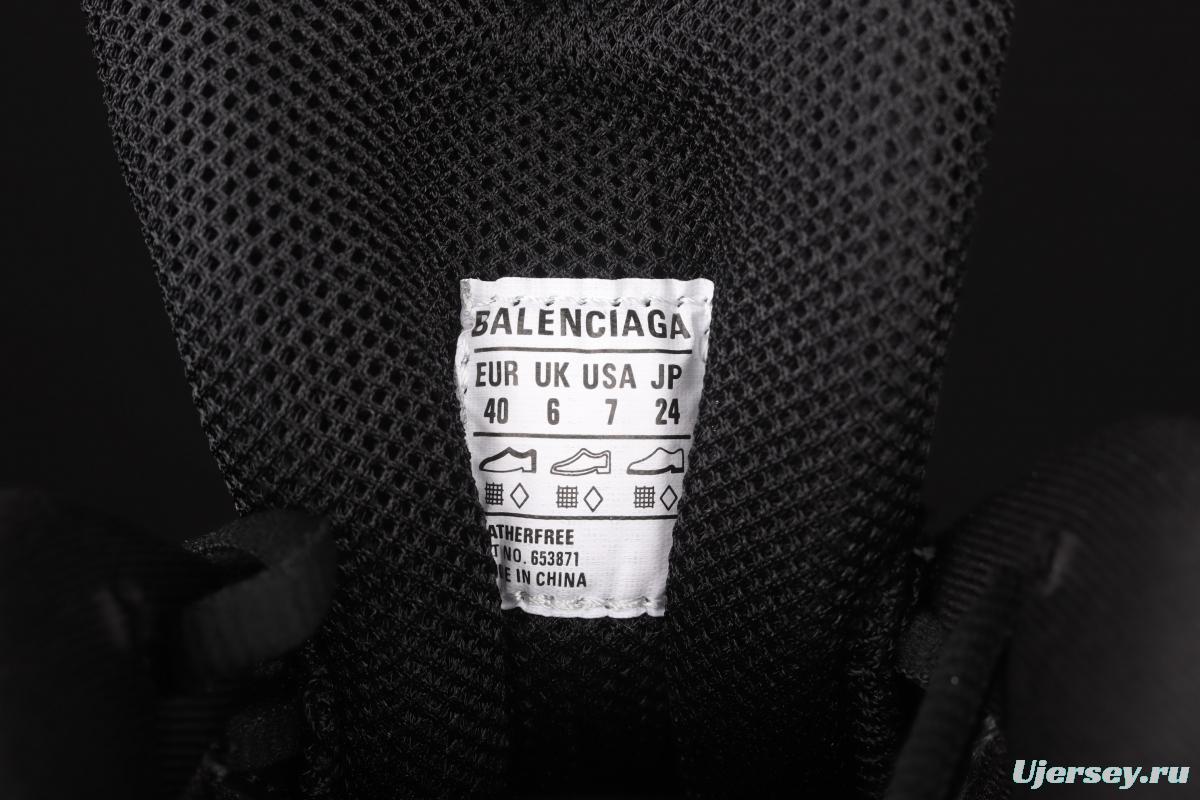 BALENCIAGA
EUR UK USA JP
40 6 7 24
ATHERFREE
T NO. 653871
E IN CHINA
Ujersey.ru